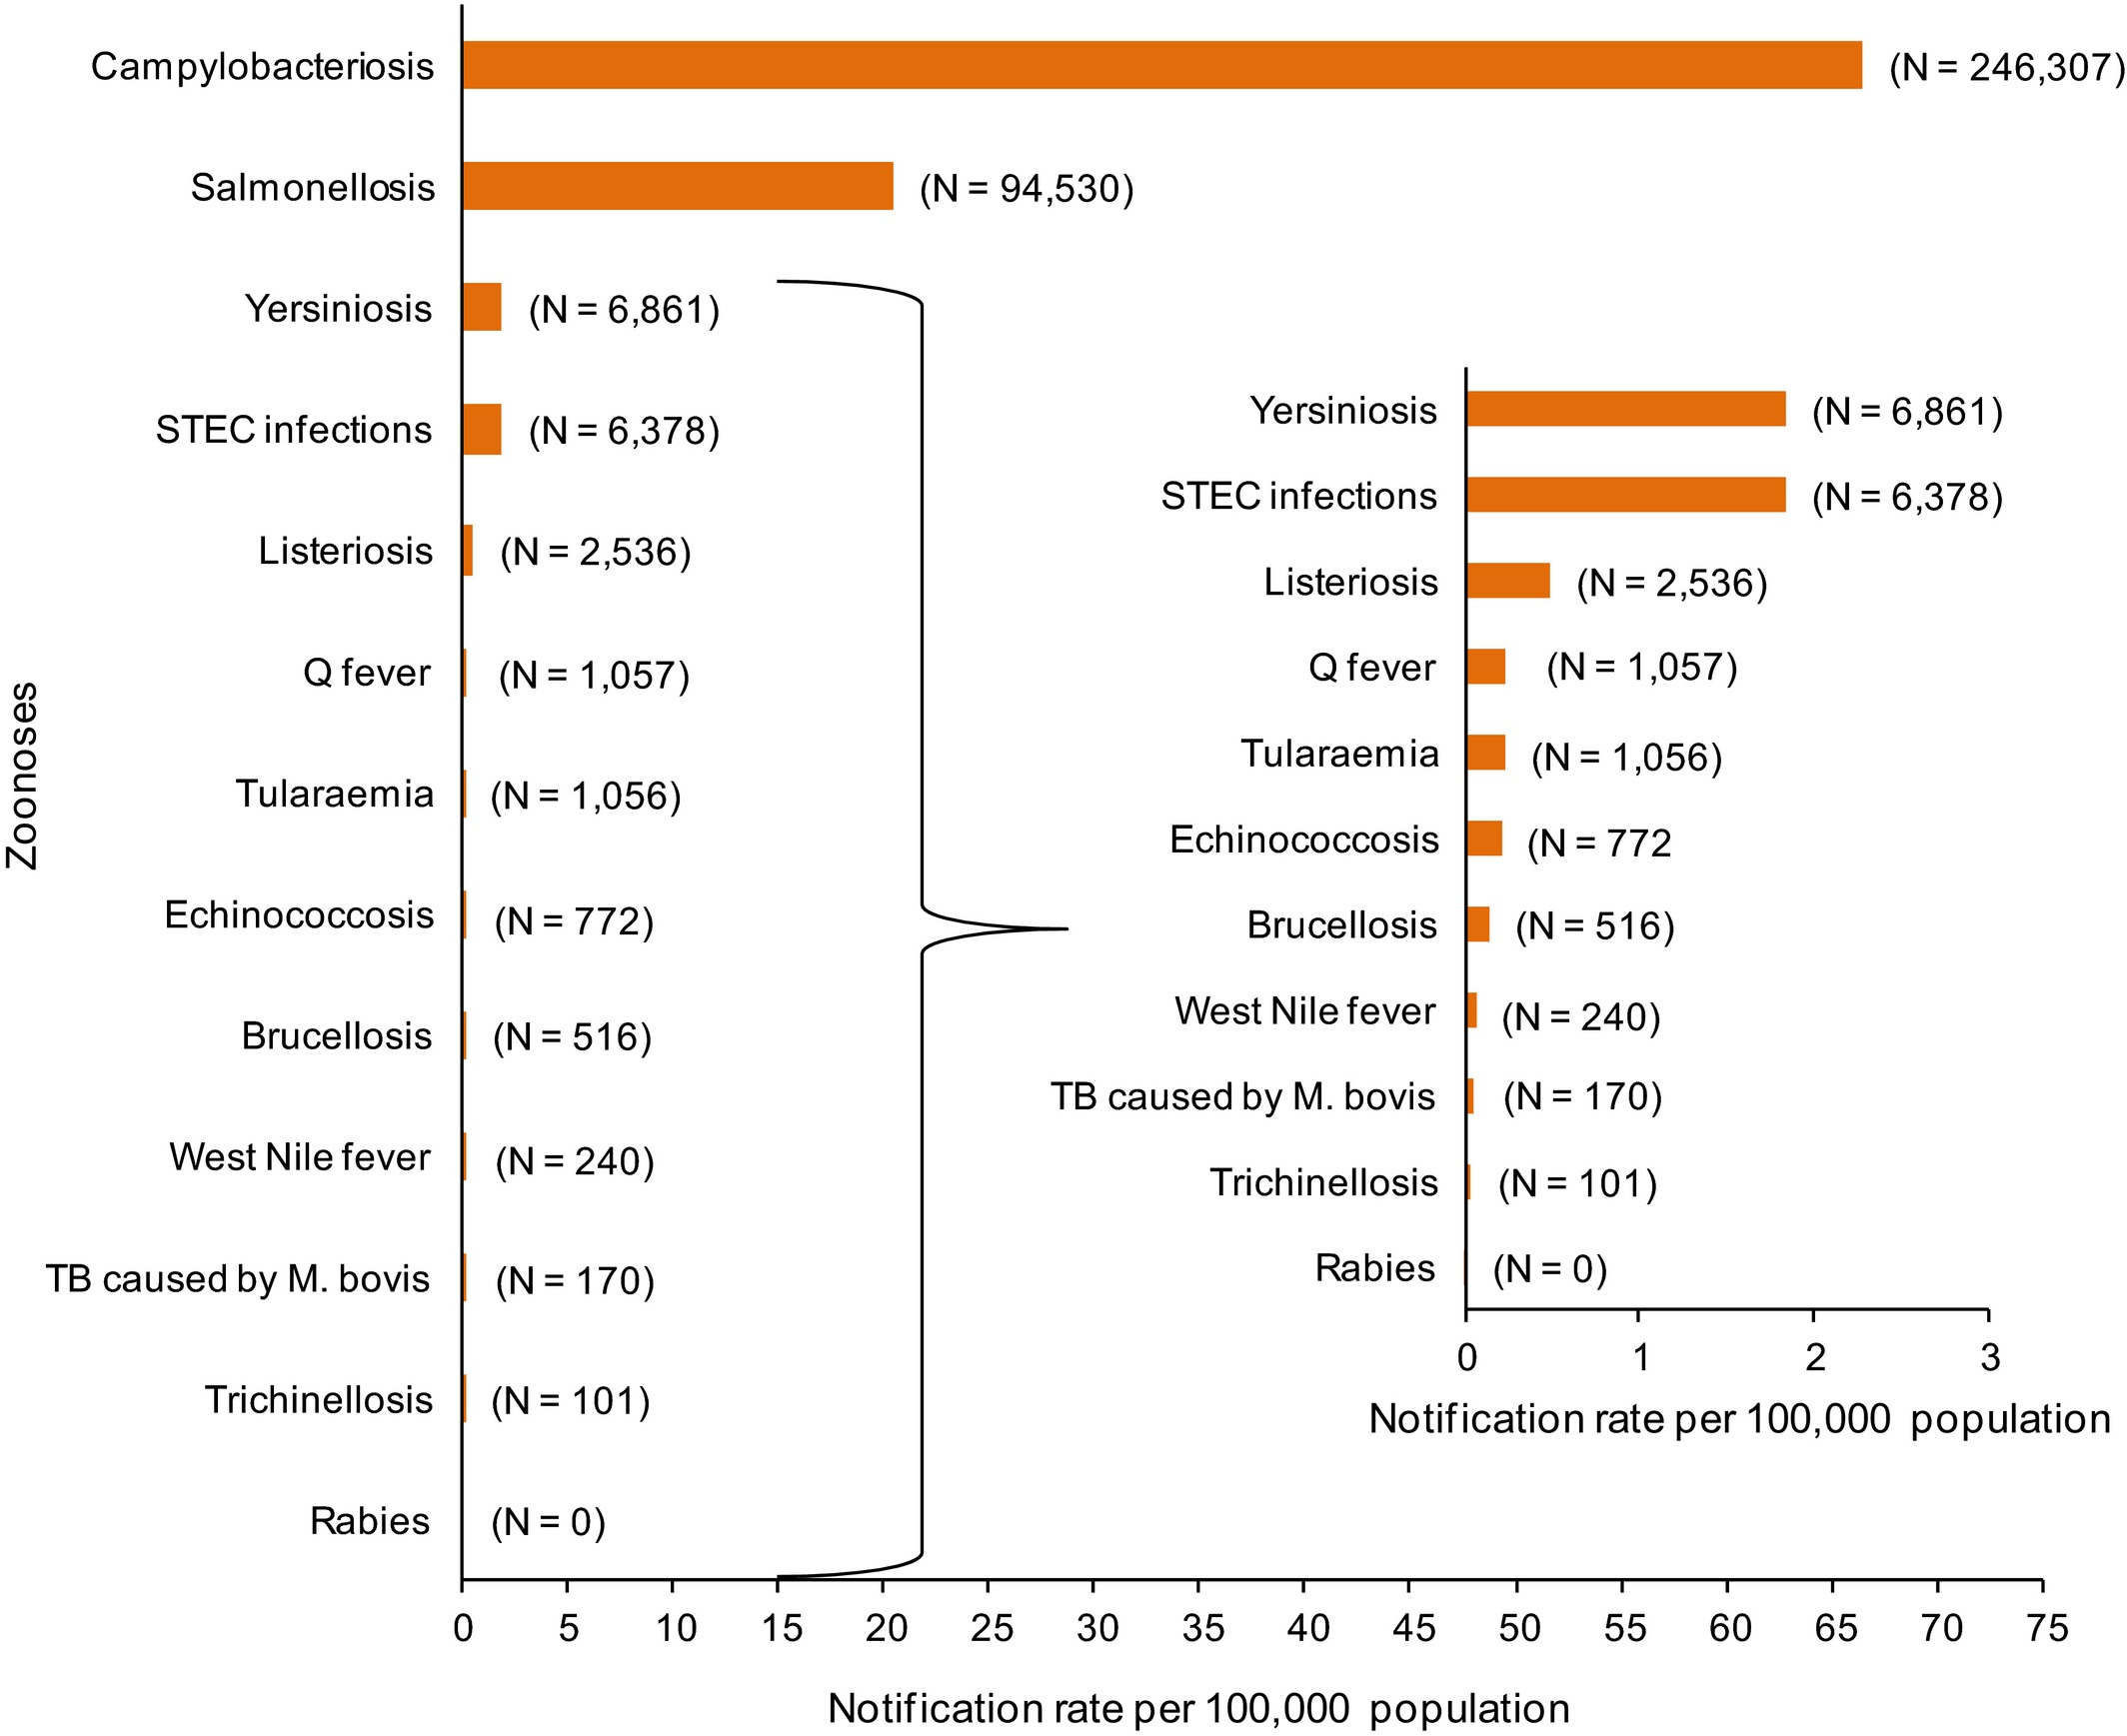 Campylobacteriosis (N = 246,307)
Salmonellosis (N = 94,530)
Yersiniosis (N = 6,861)
STEC infections (N = 6,378)
Listeriosis (N = 2,536)
Q fever (N = 1,057)
Tularaemia (N = 1,056)
Echinococcosis (N = 772)
Brucellosis (N = 516)
West Nile fever (N = 240)
TB caused by M. bovis (N = 170)
Trichinellosis (N = 101)
Rabies (N = 0)
Zoonoses
0 5 10 15 20 25 30 35 40 45 50 55 60 65 70 75
Notification rate per 100,000 population
Yersiniosis (N = 6,861)
STEC infections (N = 6,378)
Listeriosis (N = 2,536)
Q fever (N = 1,057)
Tularaemia (N = 1,056)
Echinococcosis (N = 772
Brucellosis (N = 516)
West Nile fever (N = 240)
TB caused by M. bovis (N = 170)
Trichinellosis (N = 101)
Rabies (N = 0)
0 1 2 3
Notification rate per 100,000 population